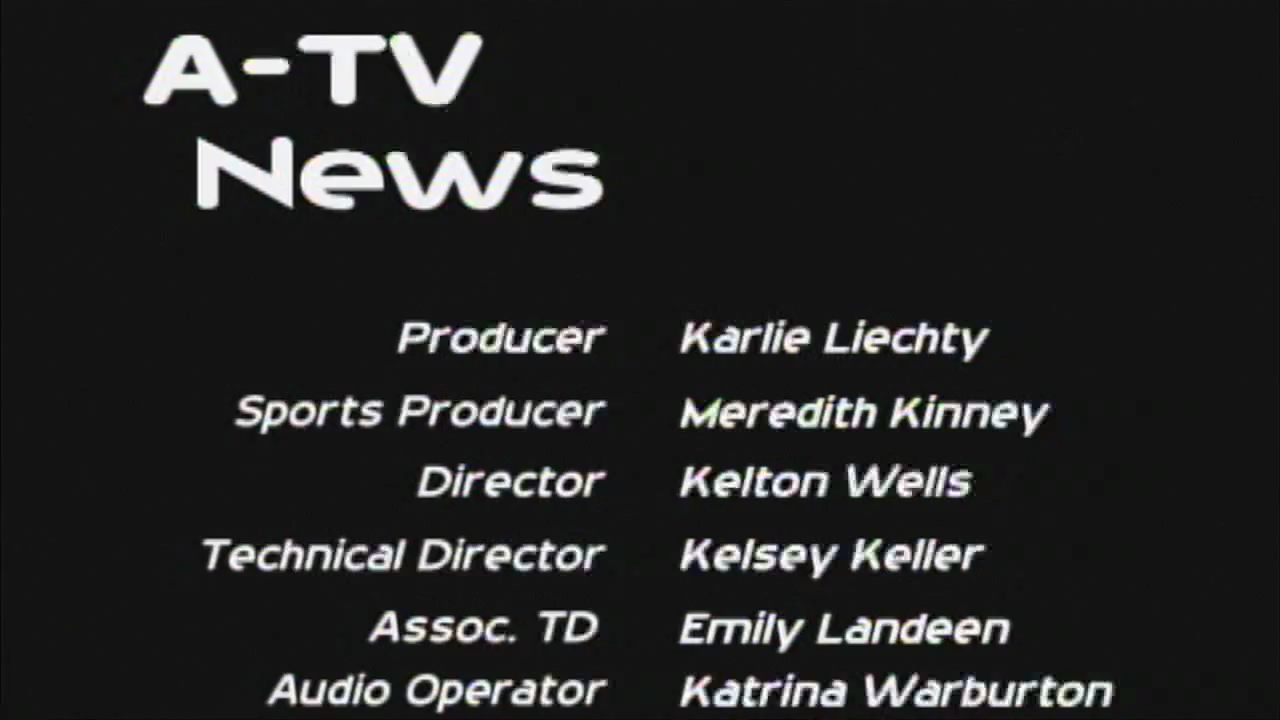 A-TV
News
Producer Karlie Liechty
Sports Producer Meredith Kinney
Director Kelton Wells
Technical Director Kelsey Keller
Assoc. TD Emily Landeen
Audio Operator Katrina Warburton